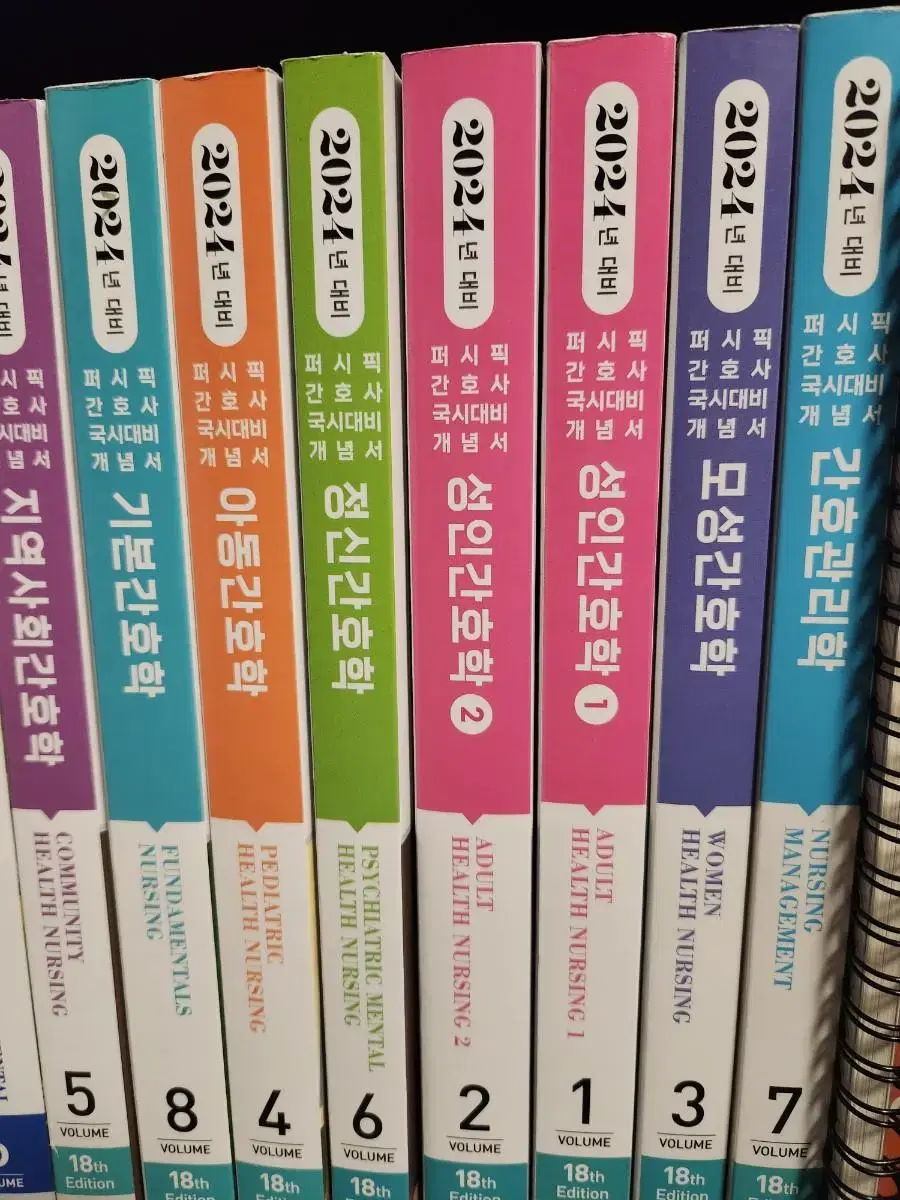 2024년 대비
시 픽
호 사
시대비
념 서
지역사회간호학
COMMUNITY
HEALTH NURSING
5
VOLUME
18th
Edition
2024년 대비
퍼 시 픽
간 호 사
국시대비
개 념 서
기본간호학
FUNDAMENTALS
NURSING
8
VOLUME
18th
Edition
2024년 대비
퍼 시 픽
간 호 사
국시대비
개 념 서
아동간호학
PEDIATRIC
HEALTH NURSING
4
VOLUME
18th
Edition
2024년 대비
퍼 시 픽
간 호 사
국시대비
개 념 서
정신간호학
PSYCHIATRIC MENTAL
HEALTH NURSING
6
VOLUME
18th
2024년 대비
퍼 시 픽
간 호 사
국시대비
개 념 서
성인간호학 2
ADULT
HEALTH NURSING 2
2
VOLUME
18th
Edition
2024년 대비
퍼 시 픽
간 호 사
국시대비
개 념 서
성인간호학 1
ADULT
HEALTH NURSING 1
1
VOLUME
18th
Edition
2024년 대비
퍼 시 픽
간 호 사
국시대비
개 념 서
모성간호학
WOMEN
HEALTH NURSING
3
VOLUME
18th
Edition
2024년 대비
퍼 시 픽
간 호 사
국시대비
개 념 서
간호관리학
NURSING
MANAGEMENT
7
VOLUME
18th
Edition